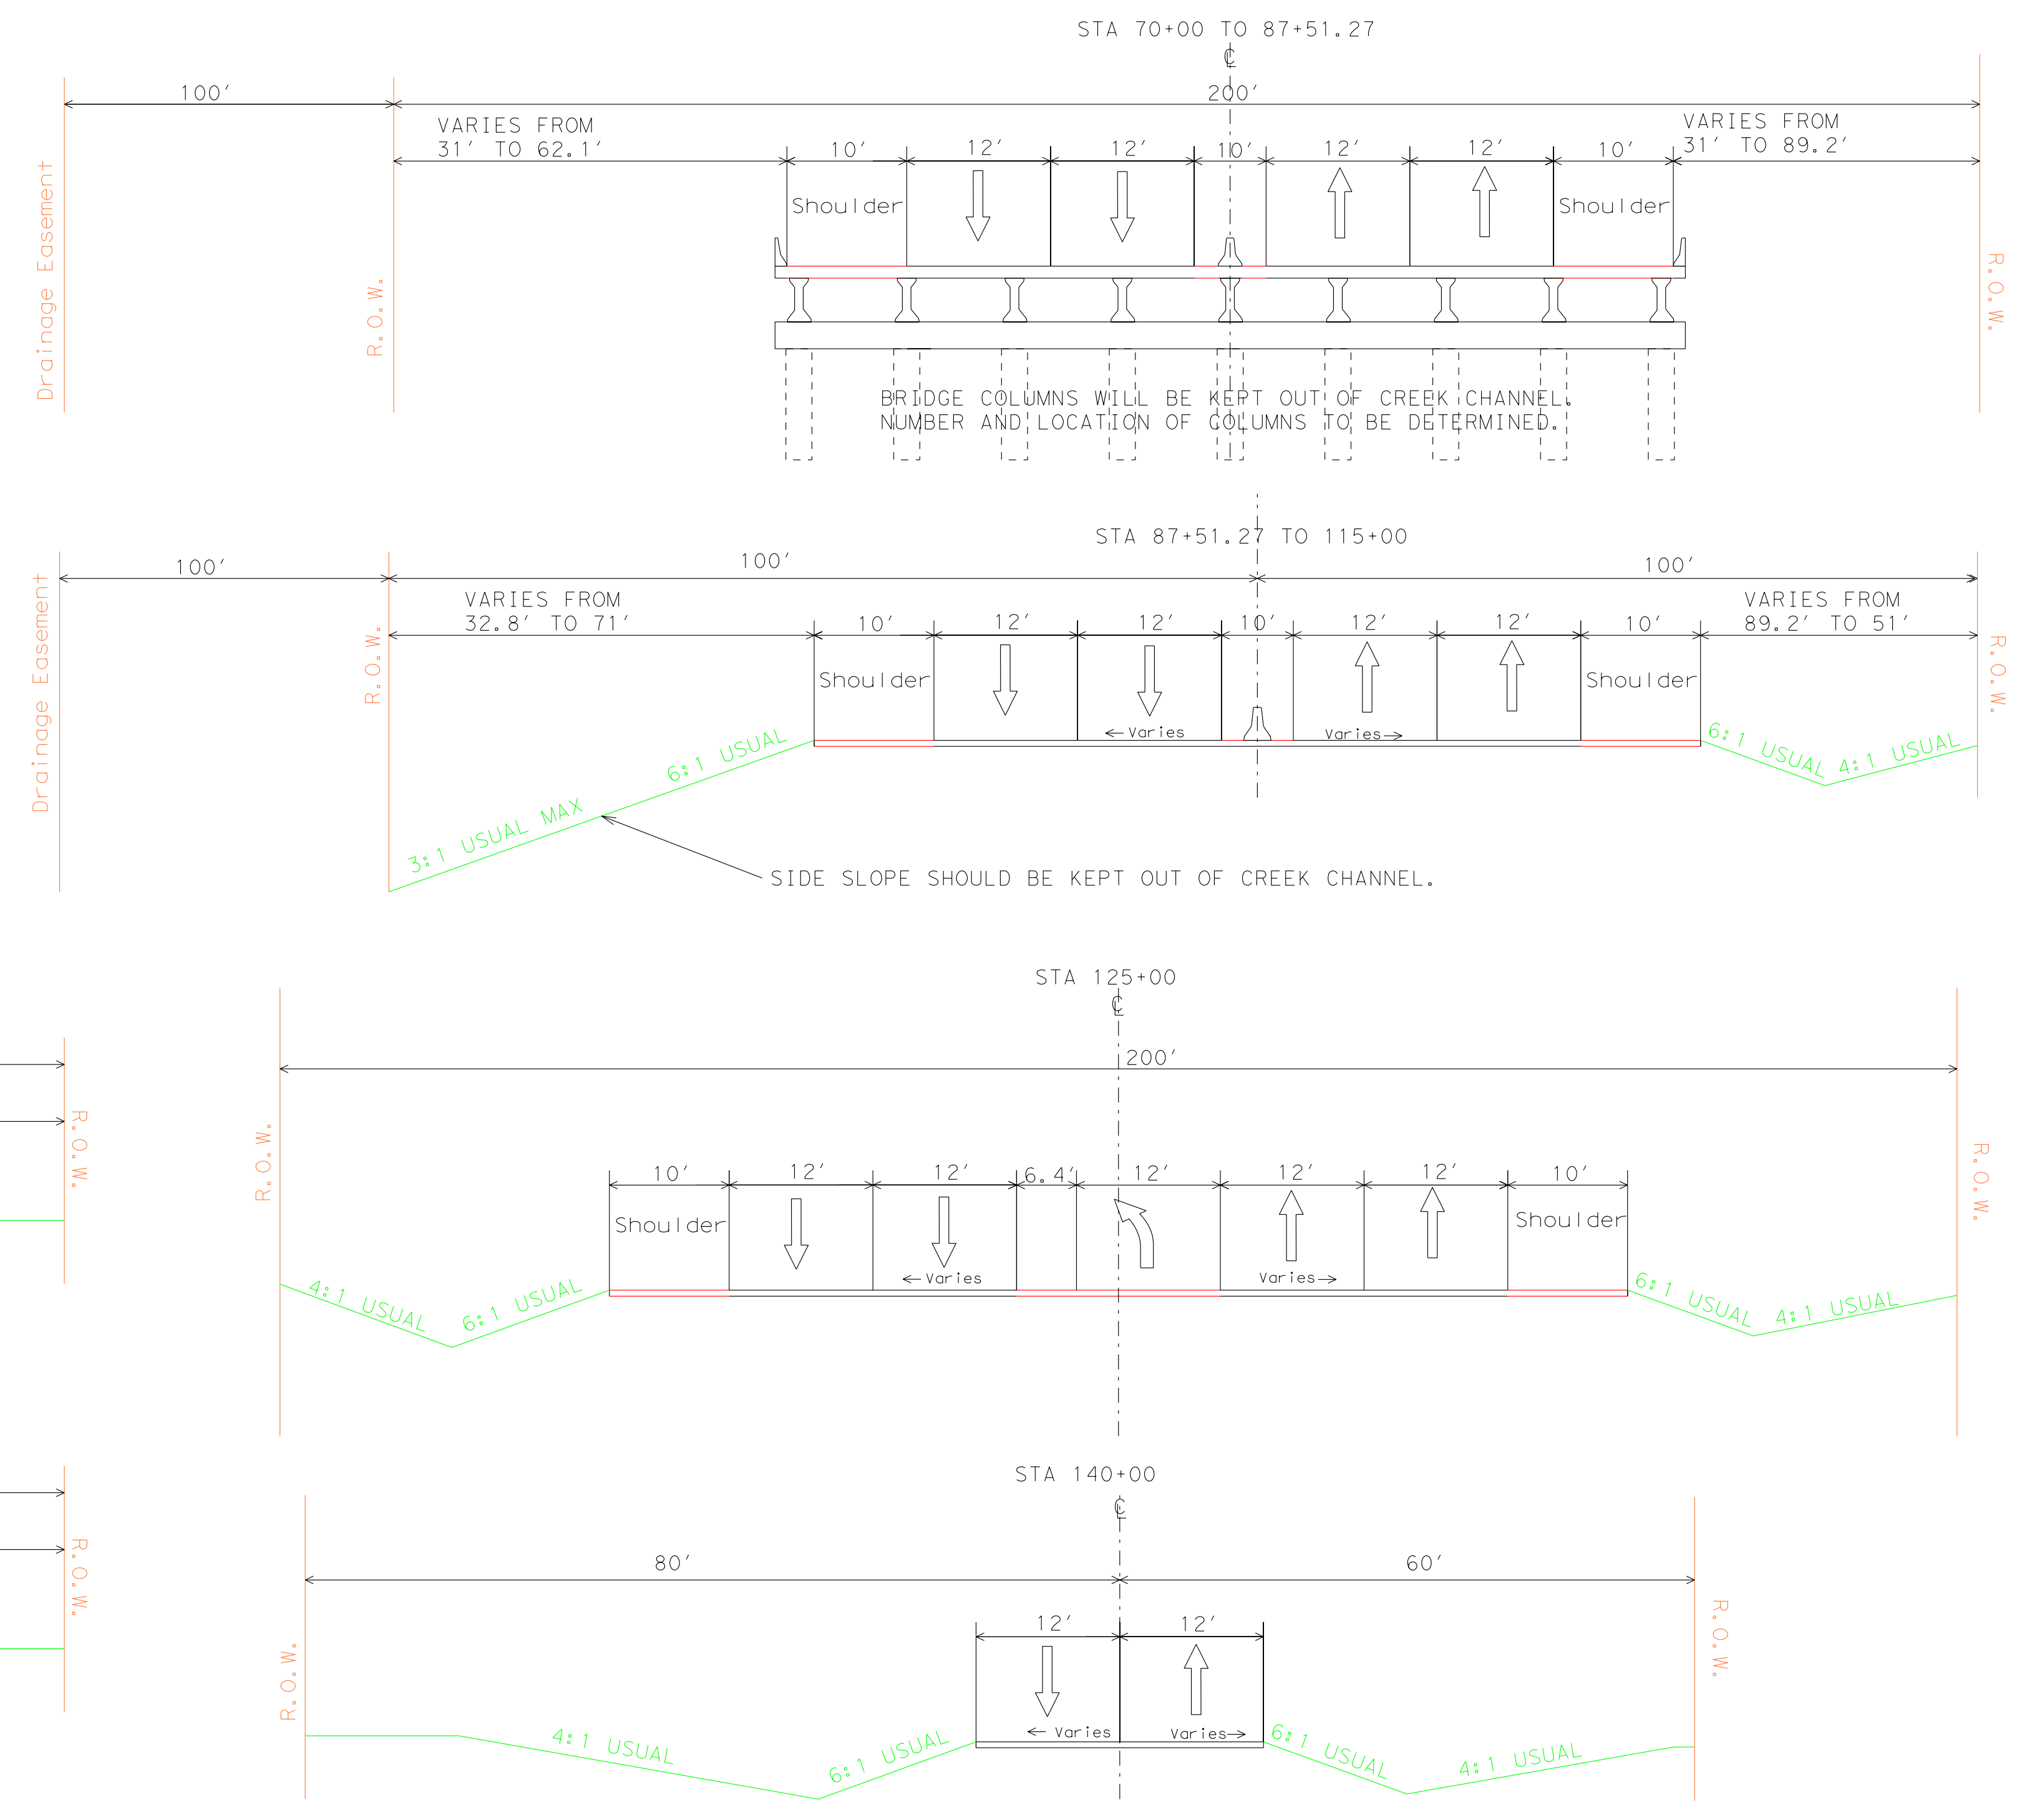 STA 70+00 TO 87+51.27
℄
100'
200'
VARIES FROM
31' TO 62.1'
10'
12'
12'
10'
12'
12'
10'
VARIES FROM
31' TO 89.2'
Shoulder
Shoulder
Drainage Easement
R.O.W.
R.O.W.
BRIDGE COLUMNS WILL BE KEPT OUT OF CREEK CHANNEL.
NUMBER AND LOCATION OF COLUMNS TO BE DETERMINED.
STA 87+51.27 TO 115+00
100'
100'
100'
VARIES FROM
32.8' TO 71'
10'
12'
12'
10'
12'
12'
10'
VARIES FROM
89.2' TO 51'
Drainage Easement
R.O.W.
R.O.W.
Shoulder
Shoulder
Varies
Varies
3:1 USUAL MAX
6:1 USUAL
6:1 USUAL
4:1 USUAL
SIDE SLOPE SHOULD BE KEPT OUT OF CREEK CHANNEL.
STA 125+00
℄
200'
R.O.W.
R.O.W.
R.O.W.
10'
12'
12'
6.4'
12'
12'
12'
10'
Shoulder
Shoulder
Varies
Varies
4:1 USUAL
6:1 USUAL
6:1 USUAL
4:1 USUAL
STA 140+00
℄
80'
60'
R.O.W.
R.O.W.
R.O.W.
12'
12'
Varies
Varies
4:1 USUAL
6:1 USUAL
6:1 USUAL
4:1 USUAL